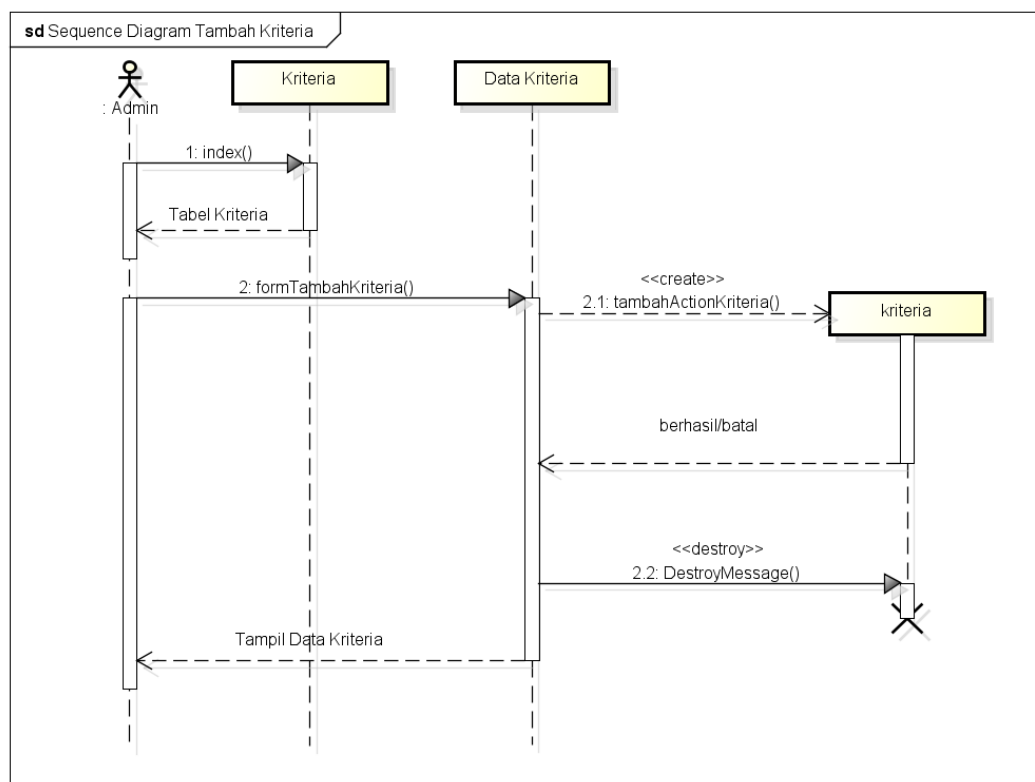 sd Sequence Diagram Tambah Kriteria
: Admin
Kriteria
Data Kriteria
1: index()
Tabel Kriteria
2: formTambahKriteria()
<<create>>
2.1: tambahActionKriteria()
kriteria
berhasil/batal
<<destroy>>
2.2: DestroyMessage()
Tampil Data Kriteria